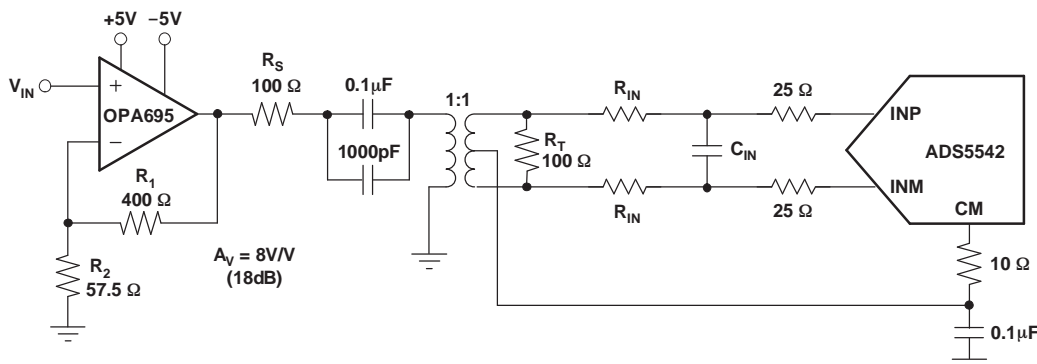 +5V −5V
V_IN
+
OPA695
−
R_S
100 Ω
0.1μF
1000pF
1:1
R_T
100 Ω
R_IN
R_IN
C_IN
25 Ω
25 Ω
INP
INM
ADS5542
CM
R_1
400 Ω
R_2
57.5 Ω
A_V = 8V/V
(18dB)
10 Ω
0.1μF